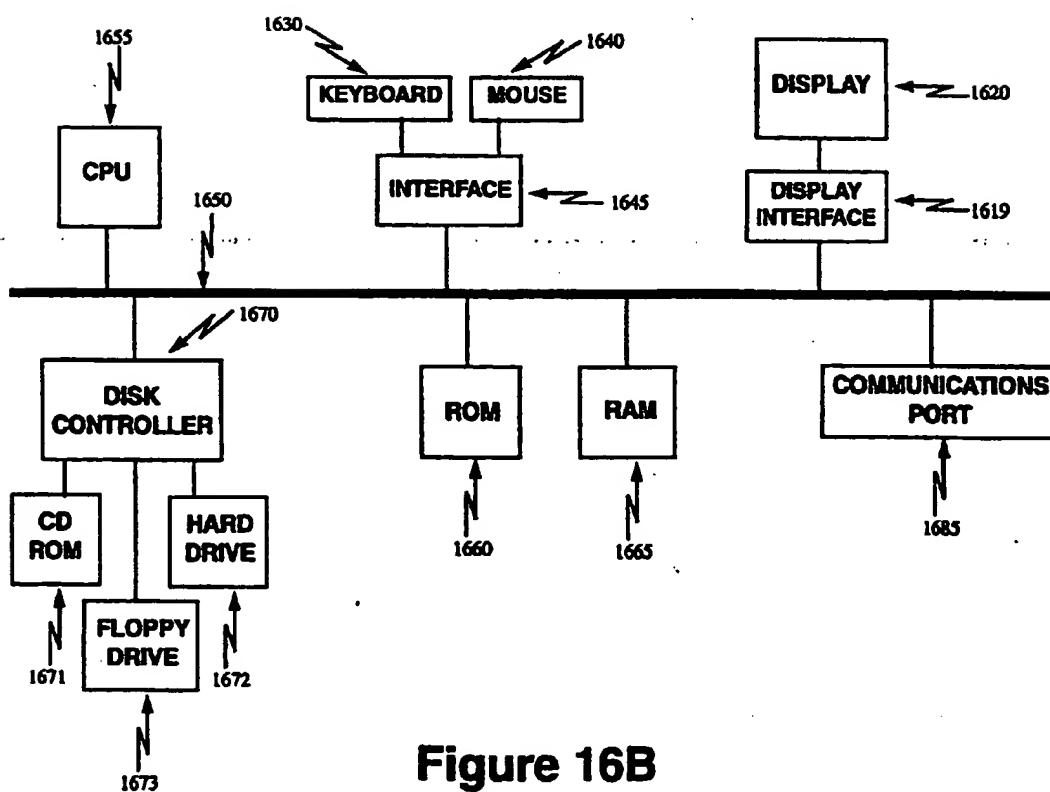 1655
1630
1640
KEYBOARD
MOUSE
DISPLAY
1620
CPU
INTERFACE
1645
DISPLAY
INTERFACE
1619
1650
1670
DISK
CONTROLLER
ROM
RAM
COMMUNICATIONS
PORT
CD
ROM
HARD
DRIVE
1660
1665
1685
FLOPPY
DRIVE
1671
1672
1673
Figure 16B